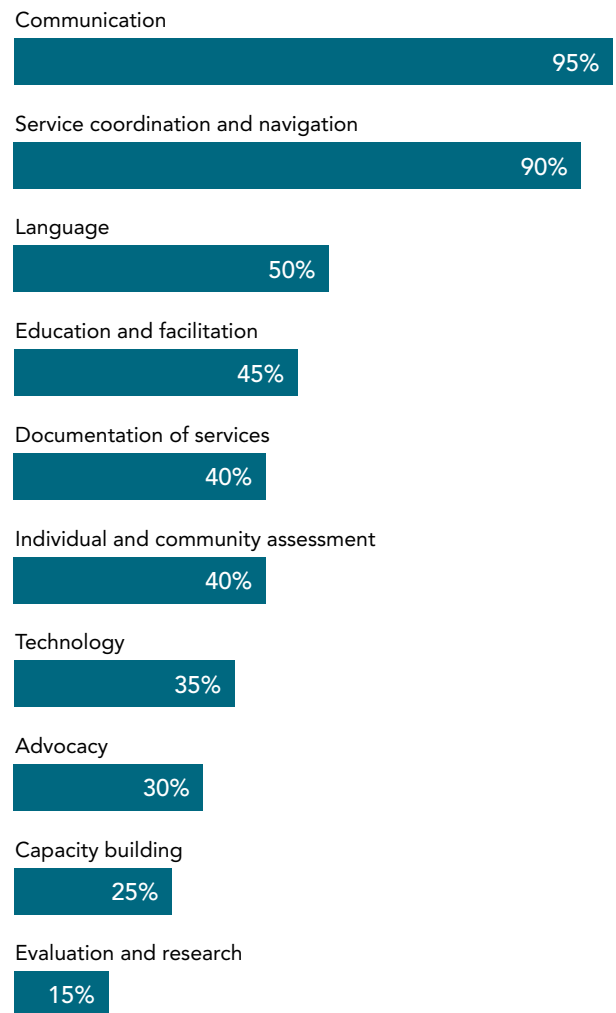 Communication
95%
Service coordination and navigation
90%
Language
50%
Education and facilitation
45%
Documentation of services
40%
Individual and community assessment
40%
Technology
35%
Advocacy
30%
Capacity building
25%
Evaluation and research
15%